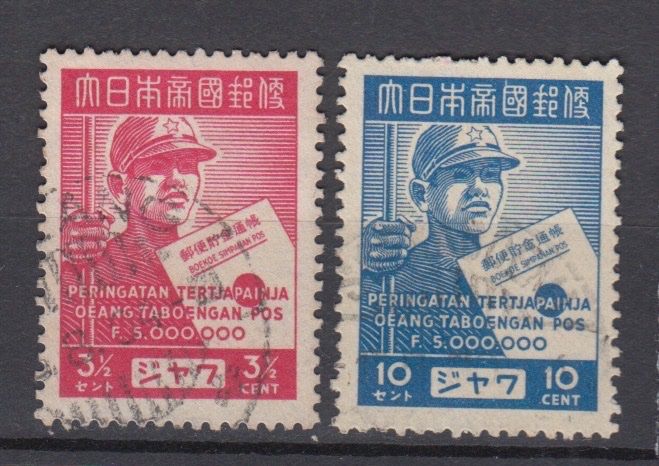 大日本帝國郵便
郵便貯金通帳
BOEKOE SIMPANAN POS
PERINGATAN TERTJAPAINJA
OEANG TABOENGAN POS
F. 5.000.000
3½ 3½
セント ジャワ CENT
大日本帝國郵便
郵便貯金通帳
BOEKOE SIMPANAN POS
PERINGATAN TERTJAPAINJA
OEANG TABOENGAN POS
F. 5.000.000
10 10
セント ジャワ CENT